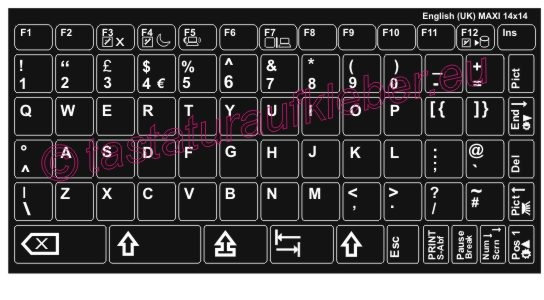 English (UK) MAXI 14x14
F1 F2 F3 X F4 F5 F6 F7 F8 F9 F10 F11 F12 Ins
! “ £ $ % ^ & * ( ) _ + Pict
1 2 3 4 € 5 6 7 8 9 0 - =
Q W E R T Y U I O P [ { ] } End
° A S D F G H J K L : @ Del
^ ; `
| Z X C V B N M < > ? ~ Pict
\ , . / #
X Esc PRINT S-Abf Pause Break Num Scrn Pos 1
© tastaturaufkleber.eu